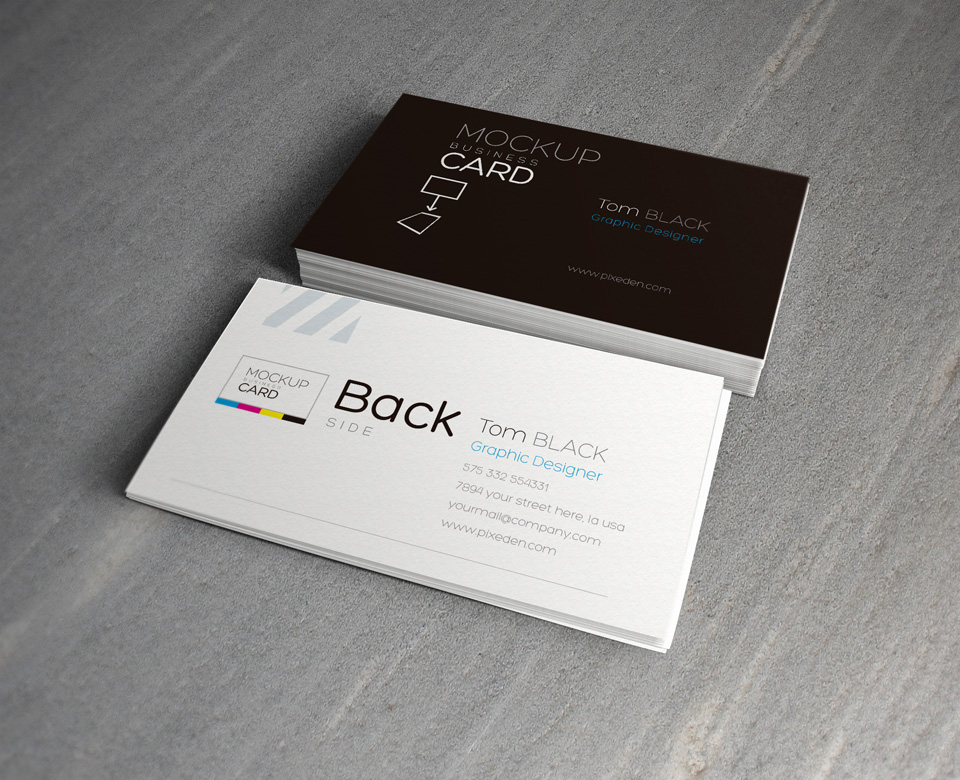 MOCKUP
BUSINESS
CARD
Tom BLACK
Graphic Designer
www.pixeden.com
MOCKUP
BUSINESS
CARD
Back
SIDE
Tom BLACK
Graphic Designer
575 332 554331
7894 your street here, la usa
yourmail@company.com
www.pixeden.com